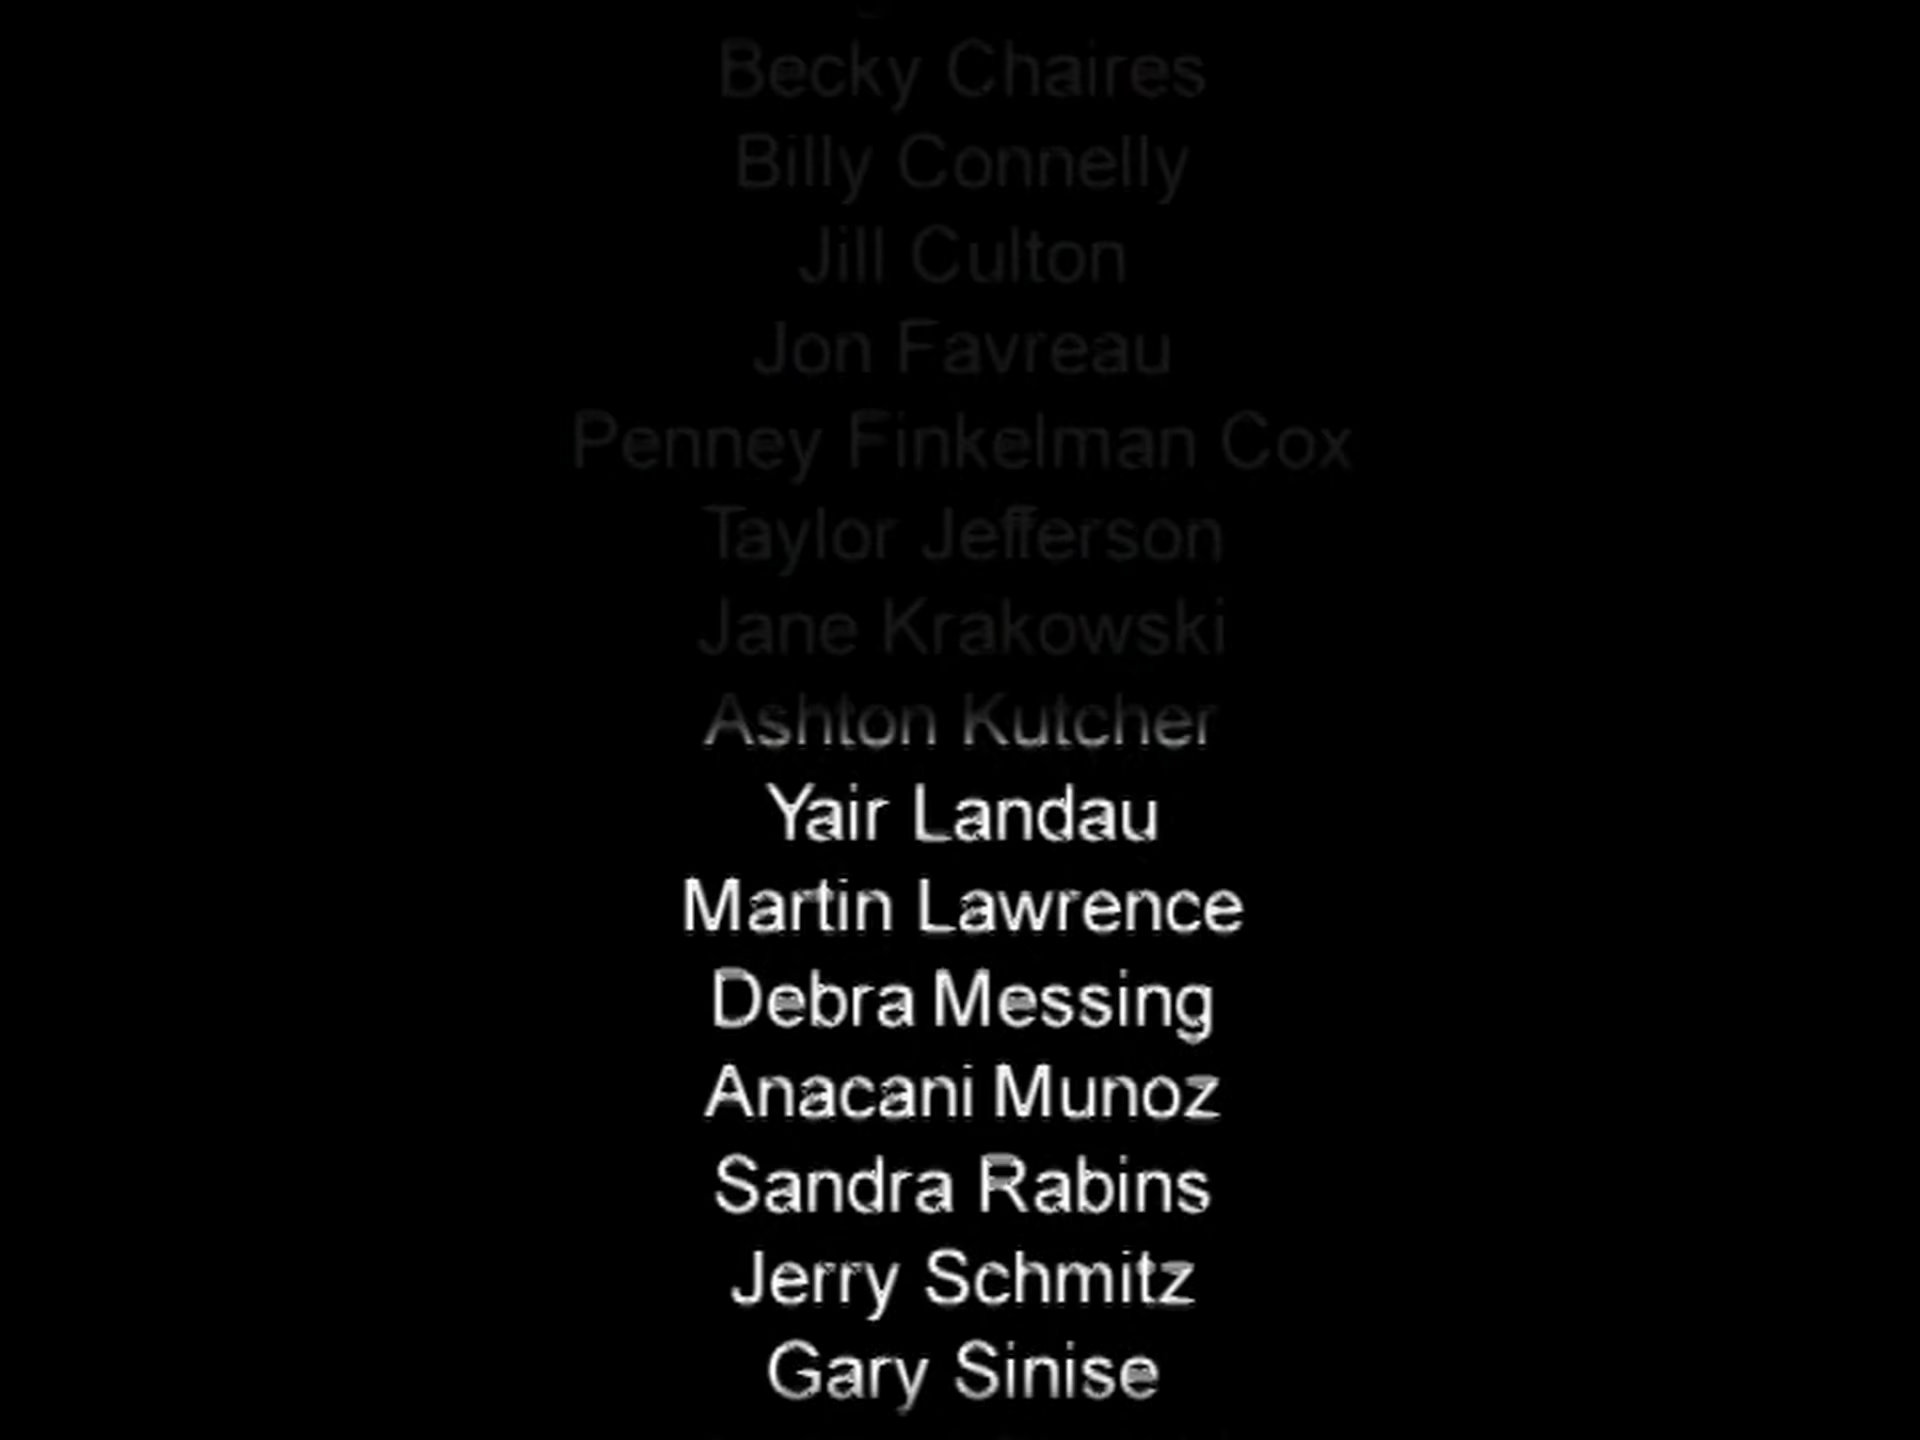 Becky Chaires
Billy Connelly
Jill Culton
Jon Favreau
Penney Finkelman Cox
Taylor Jefferson
Jane Krakowski
Ashton Kutcher
Yair Landau
Martin Lawrence
Debra Messing
Anacani Munoz
Sandra Rabins
Jerry Schmitz
Gary Sinise